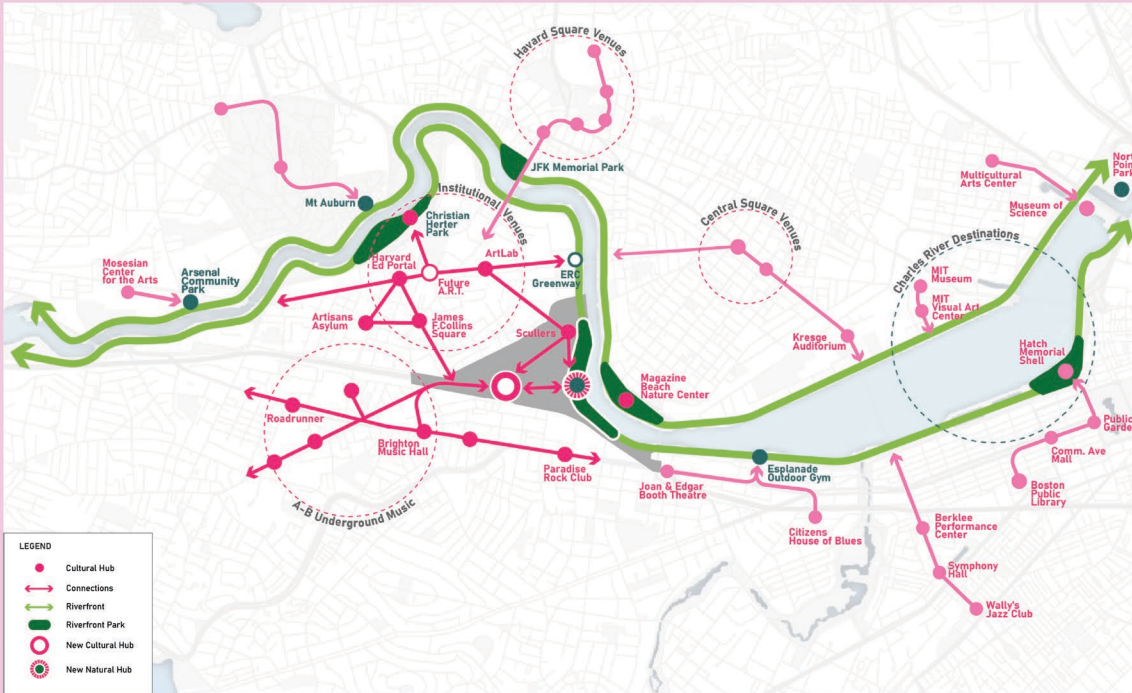 Havard Square Venues
JFK Memorial Park
Institutional Venues
Mt Auburn
Christian
Herter
Park
North
Point
Park
Multicultural
Arts Center
Museum of
Science
Central Square Venues
Charles River Destinations
Mosesian
Center
for the Arts
Arsenal
Community
Park
Harvard
Ed Portal
ArtLab
Future
A.R.T.
ERC
Greenway
MIT
Museum
MIT
Visual Art
Center
Artisans
Asylum
James
F.Collins
Square
Scullers
Kresge
Auditorium
Hatch
Memorial
Shell
Magazine
Beach
Nature Center
Roadrunner
Brighton
Music Hall
Paradise
Rock Club
A-B Underground Music
Joan & Edgar
Booth Theatre
Esplanade
Outdoor Gym
Citizens
House of Blues
Public
Garde
Comm. Ave
Mall
Boston
Public
Library
Berklee
Performance
Center
Symphony
Hall
Wally's
Jazz Club
LEGEND
Cultural Hub
Connections
Riverfront
Riverfront Park
New Cultural Hub
New Natural Hub